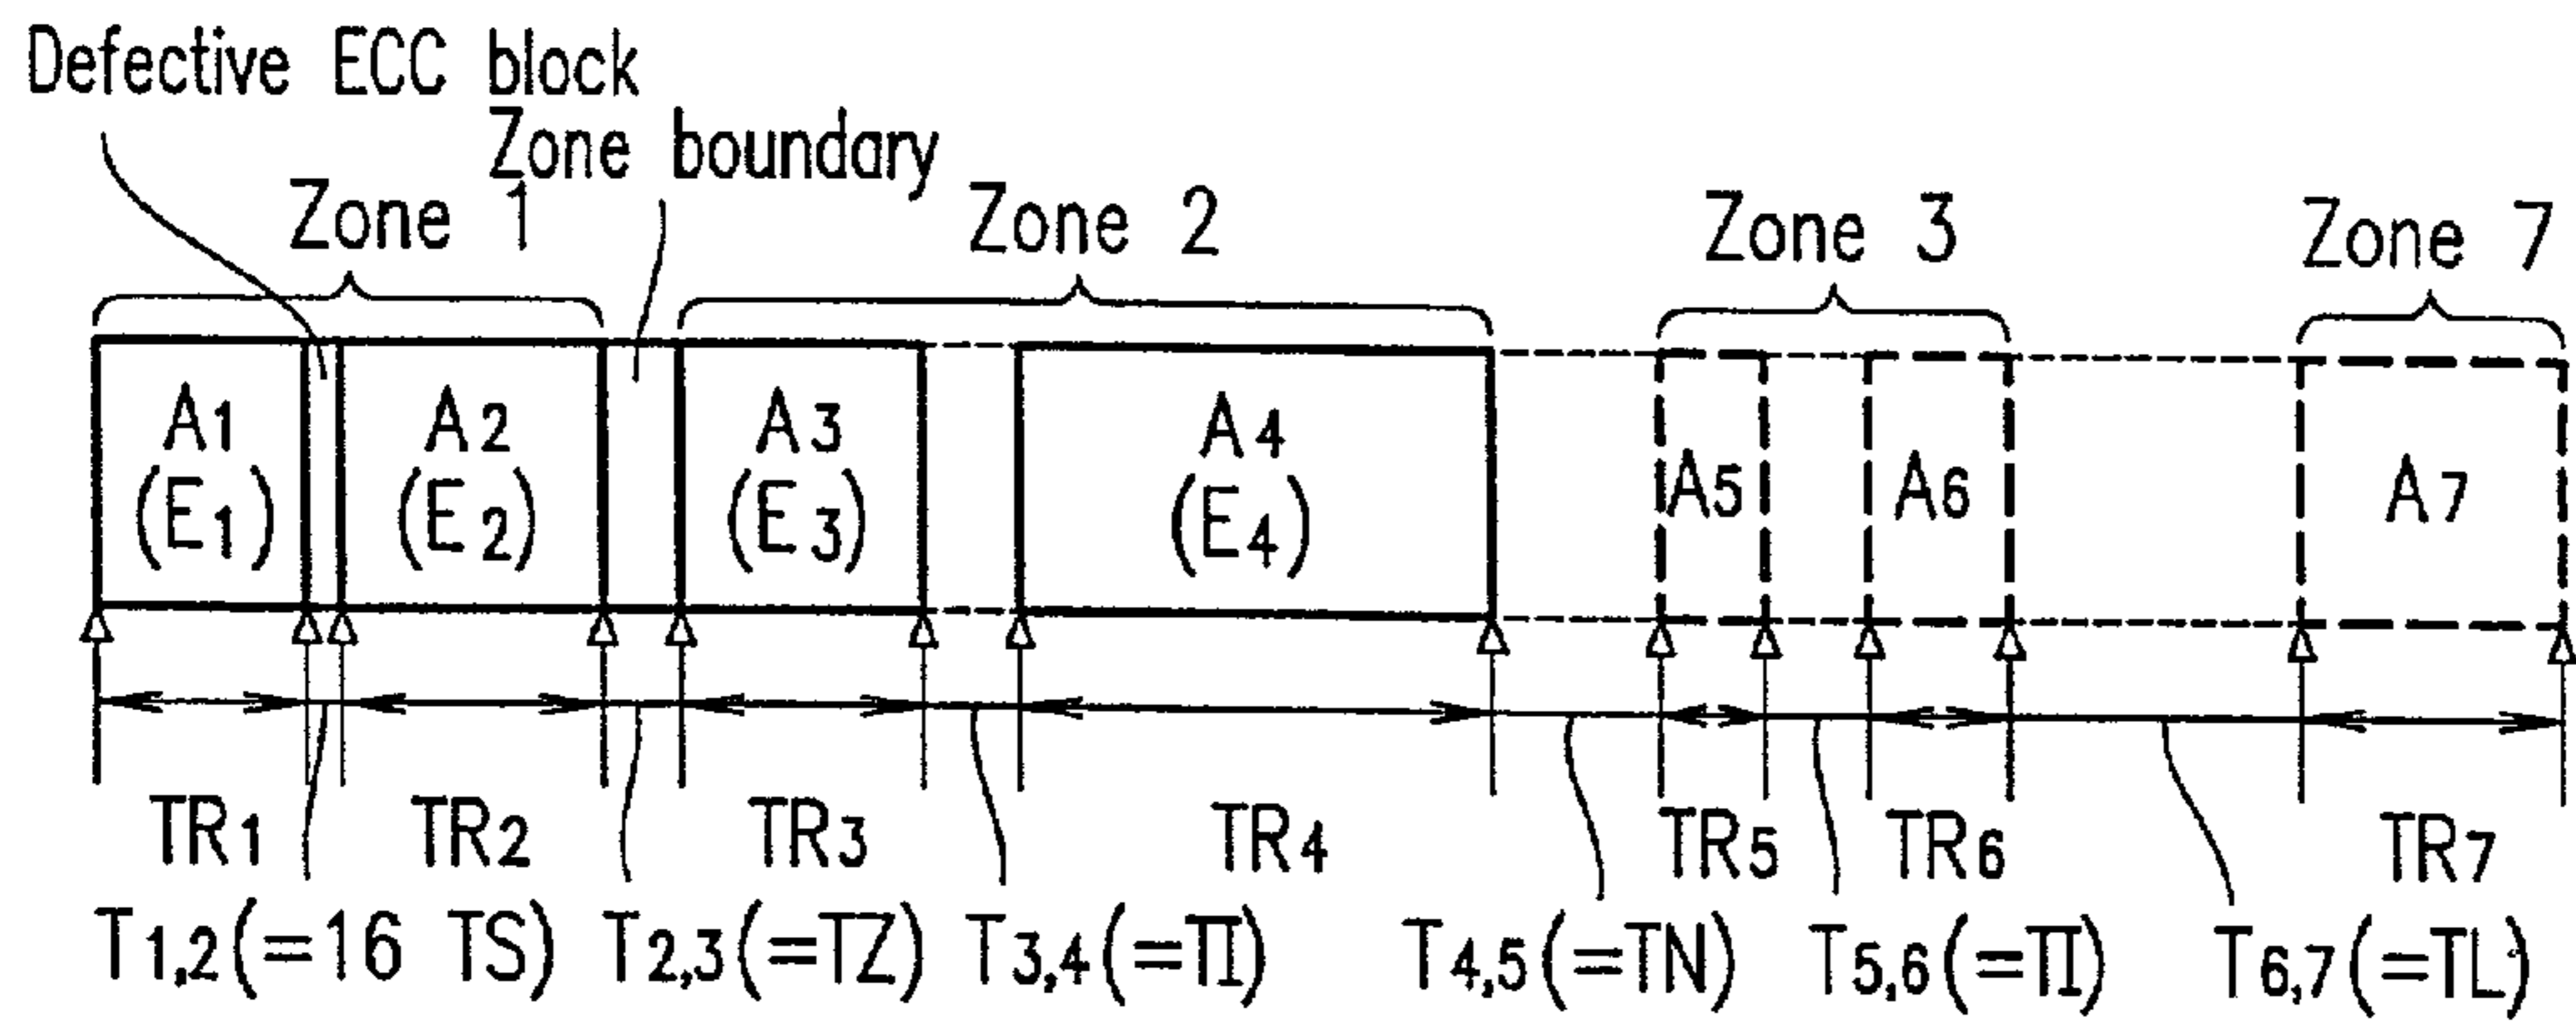 Defective ECC block
Zone boundary
Zone 1
Zone 2
Zone 3
Zone 7
A1
(E1)
A2
(E2)
A3
(E3)
A4
(E4)
A5
A6
A7
TR1
TR2
TR3
TR4
TR5
TR6
TR7
T1,2(=16 TS)
T2,3(=TZ)
T3,4(=TI)
T4,5(=TN)
T5,6(=TI)
T6,7(=TL)